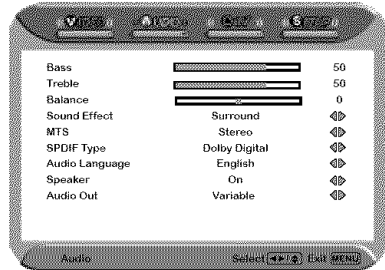 Bass 50
Treble 50
Balance 0
Sound Effect Surround
MTS Stereo
SPDIF Type Dolby Digital
Audio Language English
Speaker On
Audio Out Variable
Audio Select Exit MENU